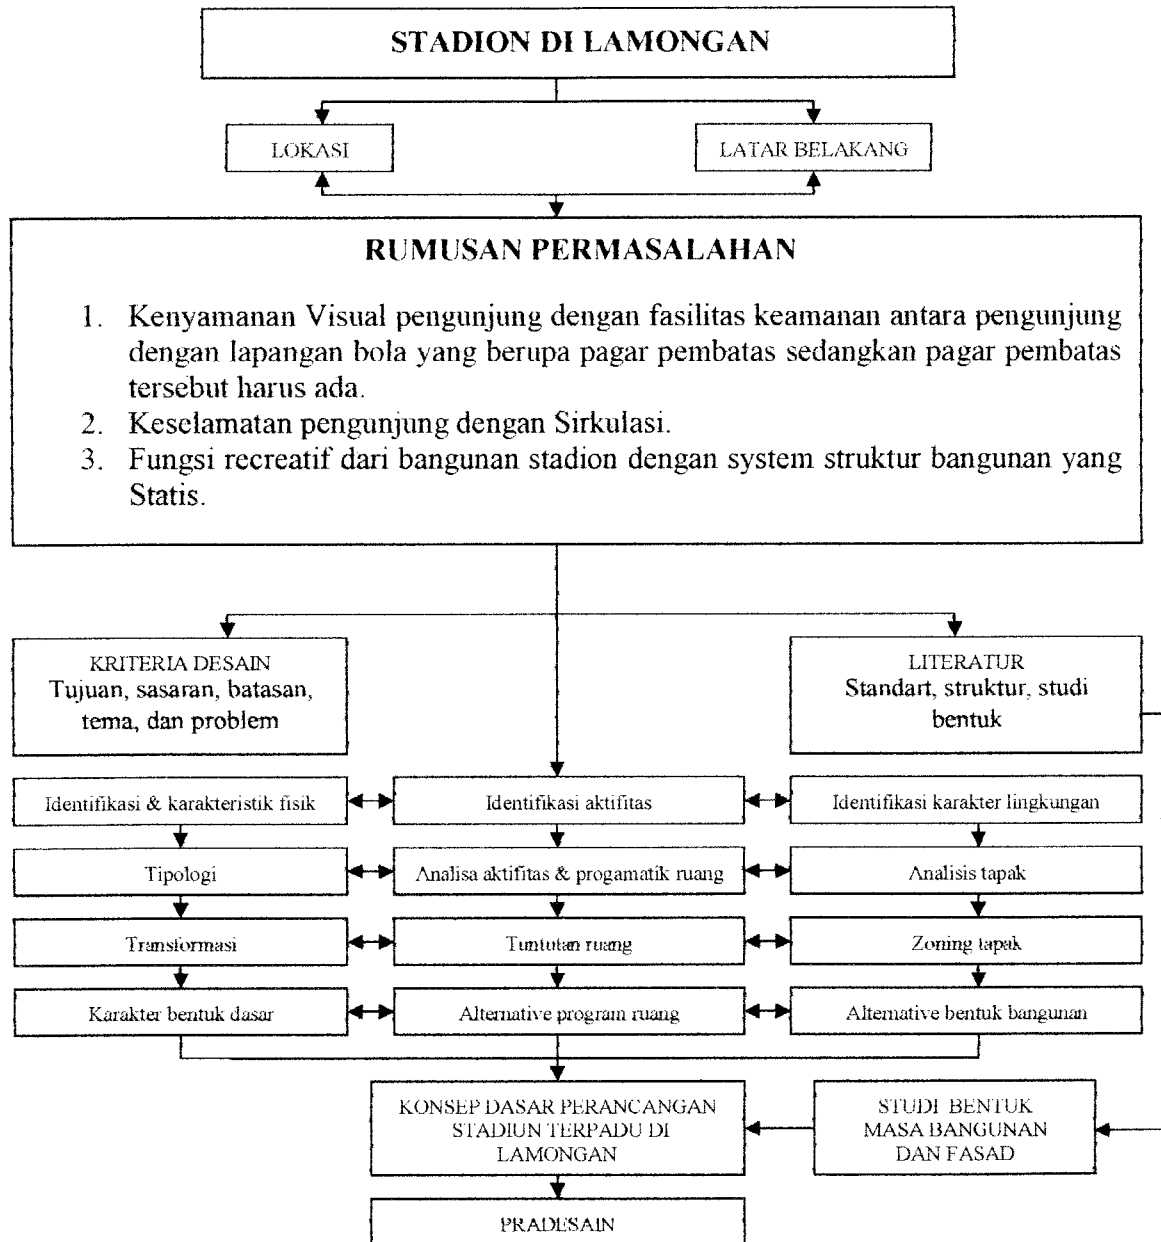 STADION DI LAMONGAN
LOKASI
LATAR BELAKANG
RUMUSAN PERMASALAHAN
1. Kenyamanan Visual pengunjung dengan fasilitas keamanan antara pengunjung
dengan lapangan bola yang berupa pagar pembatas sedangkan pagar pembatas
tersebut harus ada.
2. Keselamatan pengunjung dengan Sirkulasi.
3. Fungsi recreatif dari bangunan stadion dengan system struktur bangunan yang
Statis.
KRITERIA DESAIN
Tujuan, sasaran, batasan,
tema, dan problem
LITERATUR
Standart, struktur, studi
bentuk
Identifikasi & karakteristik fisik
Identifikasi aktifitas
Identifikasi karakter lingkungan
Tipologi
Analisa aktifitas & progamatik ruang
Analisis tapak
Transformasi
Tuntutan ruang
Zoning tapak
Karakter bentuk dasar
Alternative program ruang
Alternative bentuk bangunan
KONSEP DASAR PERANCANGAN
STADIUN TERPADU DI
LAMONGAN
STUDI BENTUK
MASA BANGUNAN
DAN FASAD
PRADESAIN